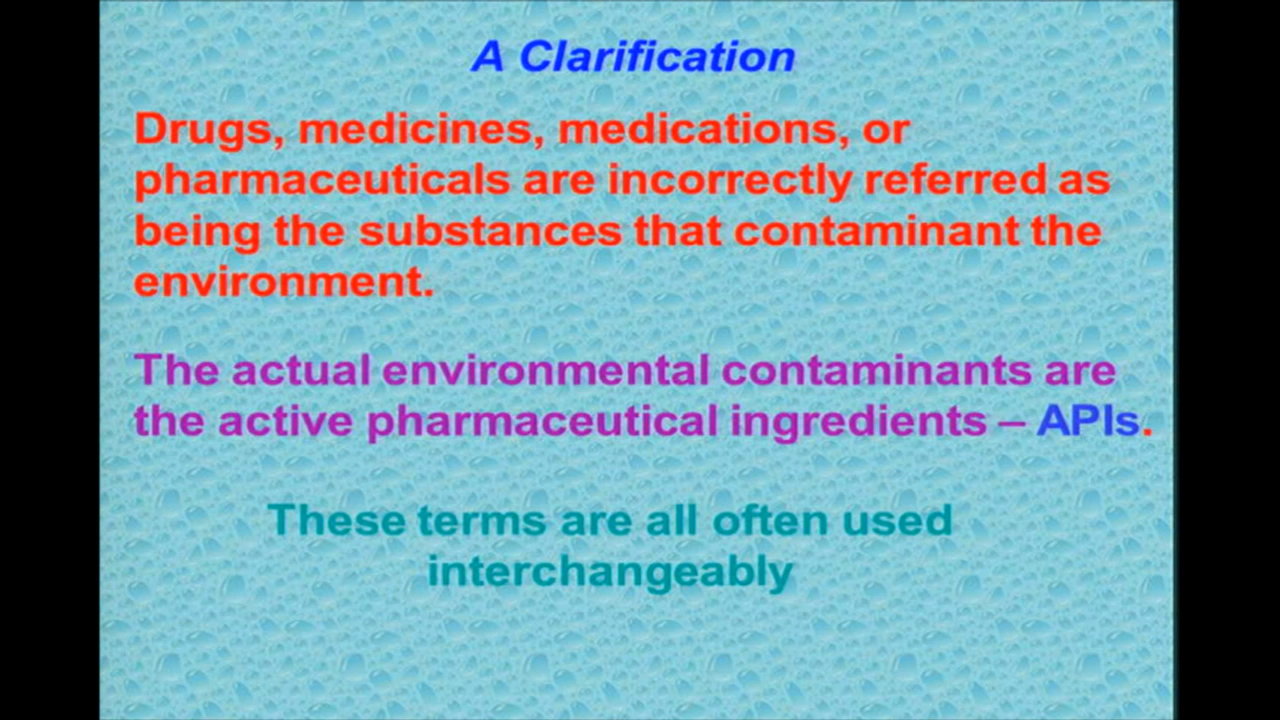 A Clarification
Drugs, medicines, medications, or
pharmaceuticals are incorrectly referred as
being the substances that contaminant the
environment.
The actual environmental contaminants are
the active pharmaceutical ingredients – APIs.
These terms are all often used
interchangeably